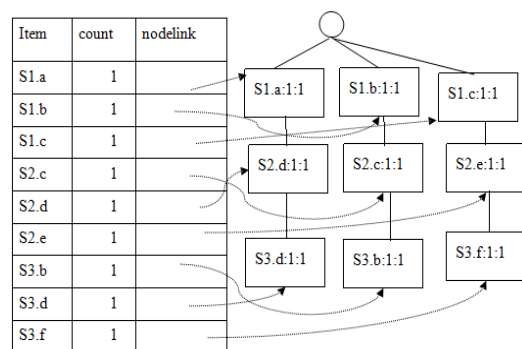 Item count nodelink
S1.a 1
S1.b 1
S1.c 1
S2.c 1
S2.d 1
S2.e 1
S3.b 1
S3.d 1
S3.f 1
S1.a:1:1 S1.b:1:1 S1.c:1:1
S2.d:1:1 S2.c:1:1 S2.e:1:1
S3.d:1:1 S3.b:1:1 S3.f:1:1